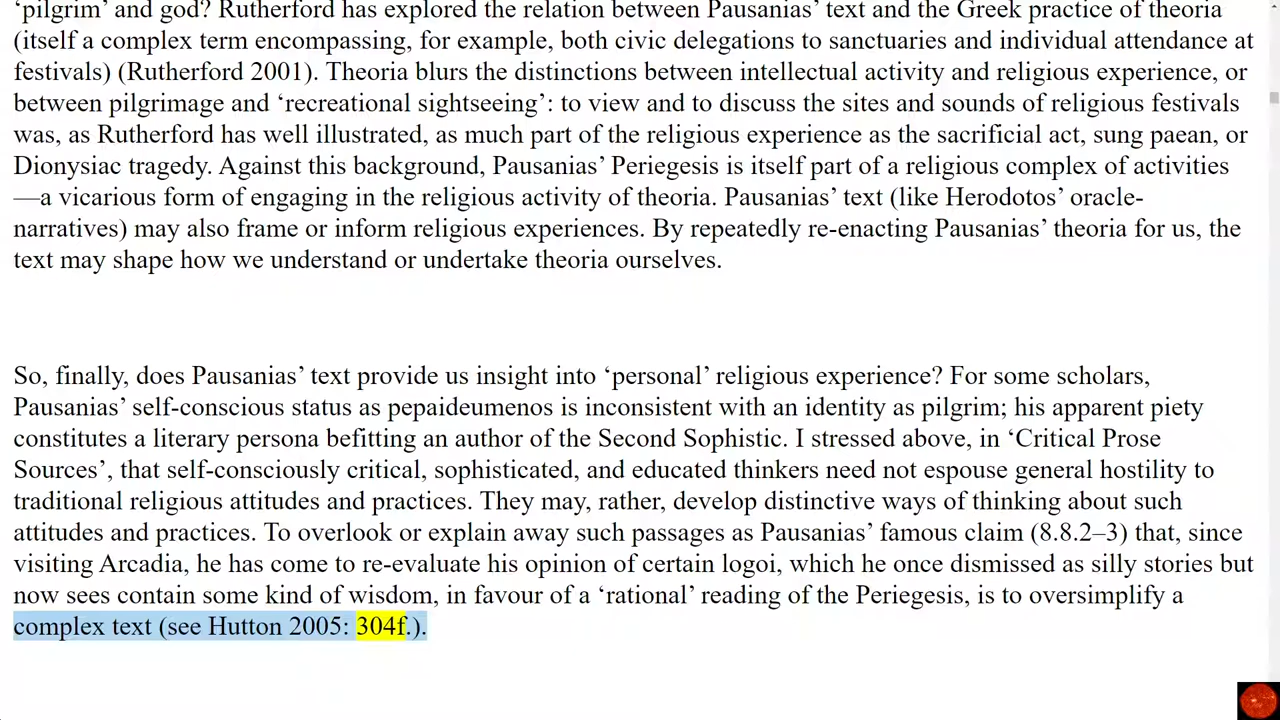 ‘pilgrim’ and god? Rutherford has explored the relation between Pausanias’ text and the Greek practice of theoria
(itself a complex term encompassing, for example, both civic delegations to sanctuaries and individual attendance at
festivals) (Rutherford 2001). Theoria blurs the distinctions between intellectual activity and religious experience, or
between pilgrimage and ‘recreational sightseeing’: to view and to discuss the sites and sounds of religious festivals
was, as Rutherford has well illustrated, as much part of the religious experience as the sacrificial act, sung paean, or
Dionysiac tragedy. Against this background, Pausanias’ Periegesis is itself part of a religious complex of activities
—a vicarious form of engaging in the religious activity of theoria. Pausanias’ text (like Herodotos’ oracle-
narratives) may also frame or inform religious experiences. By repeatedly re-enacting Pausanias’ theoria for us, the
text may shape how we understand or undertake theoria ourselves.
So, finally, does Pausanias’ text provide us insight into ‘personal’ religious experience? For some scholars,
Pausanias’ self-conscious status as pepaideumenos is inconsistent with an identity as pilgrim; his apparent piety
constitutes a literary persona befitting an author of the Second Sophistic. I stressed above, in ‘Critical Prose
Sources’, that self-consciously critical, sophisticated, and educated thinkers need not espouse general hostility to
traditional religious attitudes and practices. They may, rather, develop distinctive ways of thinking about such
attitudes and practices. To overlook or explain away such passages as Pausanias’ famous claim (8.8.2–3) that, since
visiting Arcadia, he has come to re-evaluate his opinion of certain logoi, which he once dismissed as silly stories but
now sees contain some kind of wisdom, in favour of a ‘rational’ reading of the Periegesis, is to oversimplify a
complex text (see Hutton 2005: 304f.).